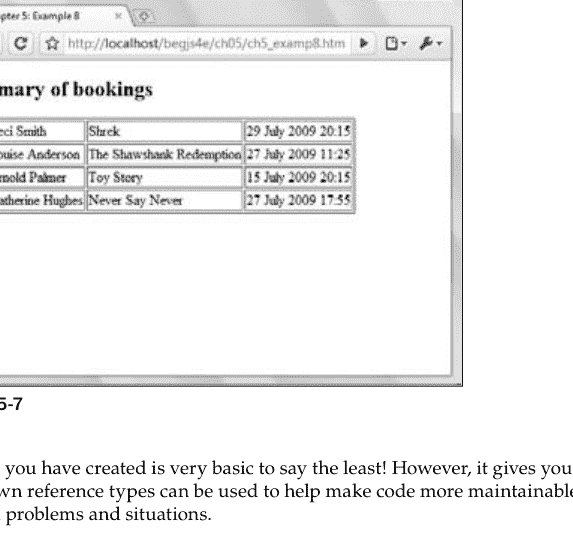 pter 5: Example 8
http://localhost/begjs4e/ch05/ch5_examp8.htm
mary of bookings
eci Smith Shrek 29 July 2009 20:15
ouise Anderson The Shawshank Redemption 27 July 2009 11:25
rnold Palmer Toy Story 15 July 2009 20:15
atherine Hughes Never Say Never 27 July 2009 17:55
5-7
you have created is very basic to say the least! However, it gives you
wn reference types can be used to help make code more maintainable
problems and situations.